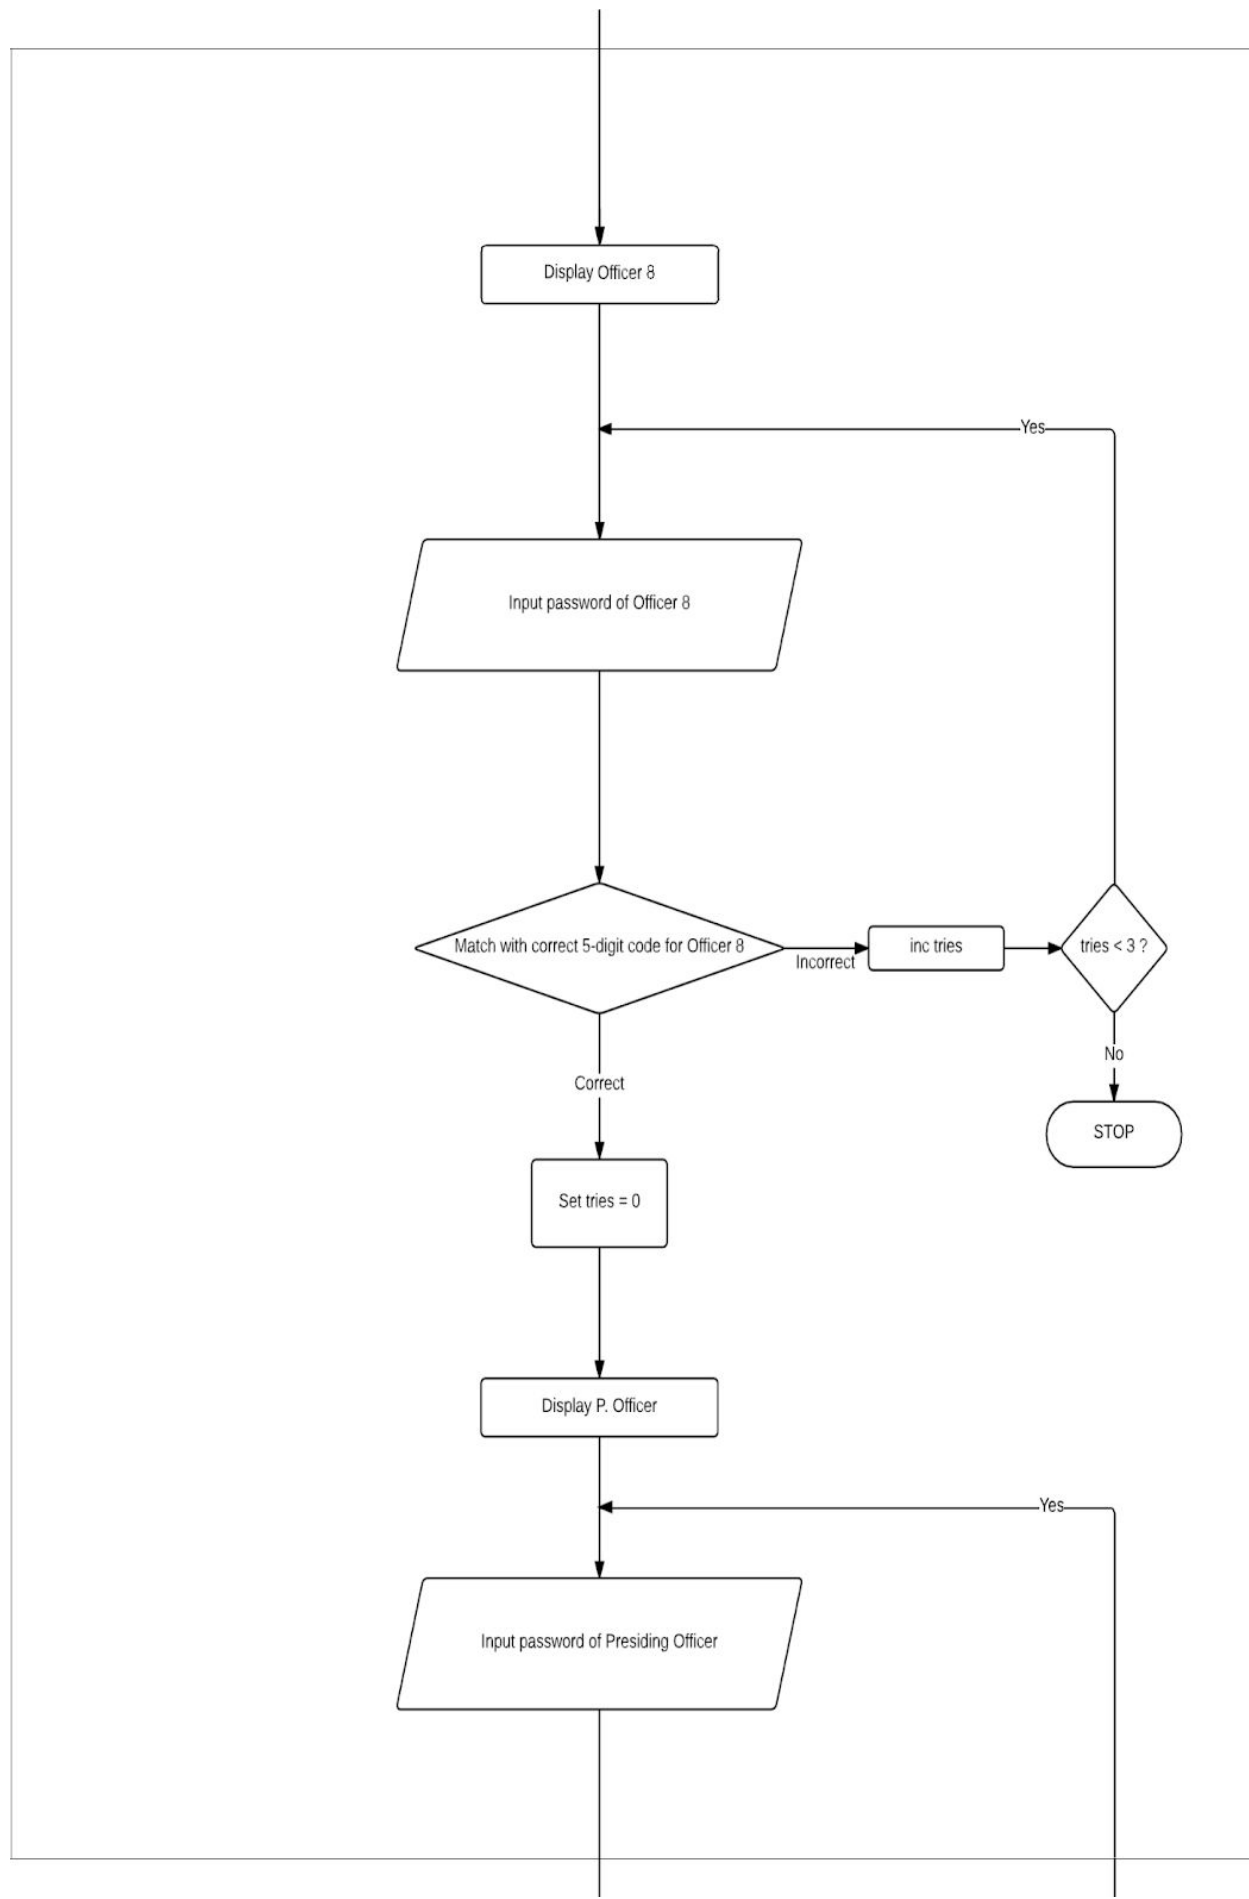 Display Officer 8
Yes
Input password of Officer 8
Match with correct 5-digit code for Officer 8
Incorrect
inc tries
tries < 3 ?
No
Correct
STOP
Set tries = 0
Display P. Officer
Yes
Input password of Presiding Officer